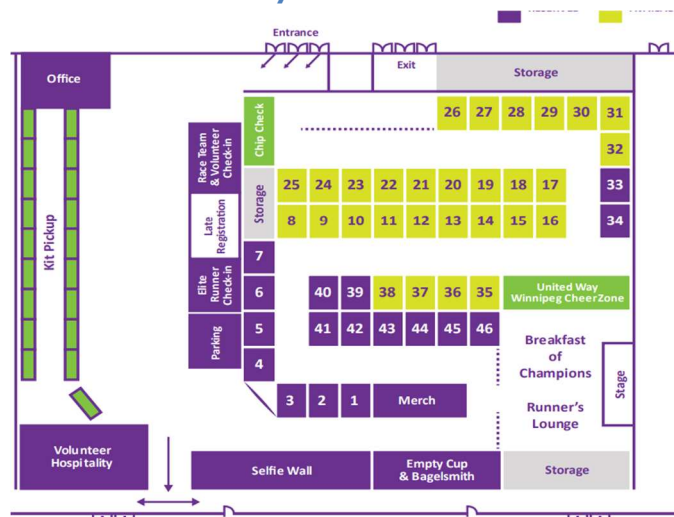 Entrance
Exit
Office
Storage
Chip Check
Race Team
& Volunteer
Check-in
Late
Registration
Elite
Runner
Check-in
Parking
Storage
Kit Pickup
26 27 28 29 30 31
32
33
34
25 24 23 22 21 20 19 18 17
8 9 10 11 12 13 14 15 16
7
6
5
4
40 39 38 37 36 35
41 42 43 44 45 46
United Way
Winnipeg CheerZone
Breakfast
of
Champions
Runner's
Lounge
Stage
3 2 1 Merch
Volunteer
Hospitality
Selfie Wall
Empty Cup
& Bagelsmith
Storage